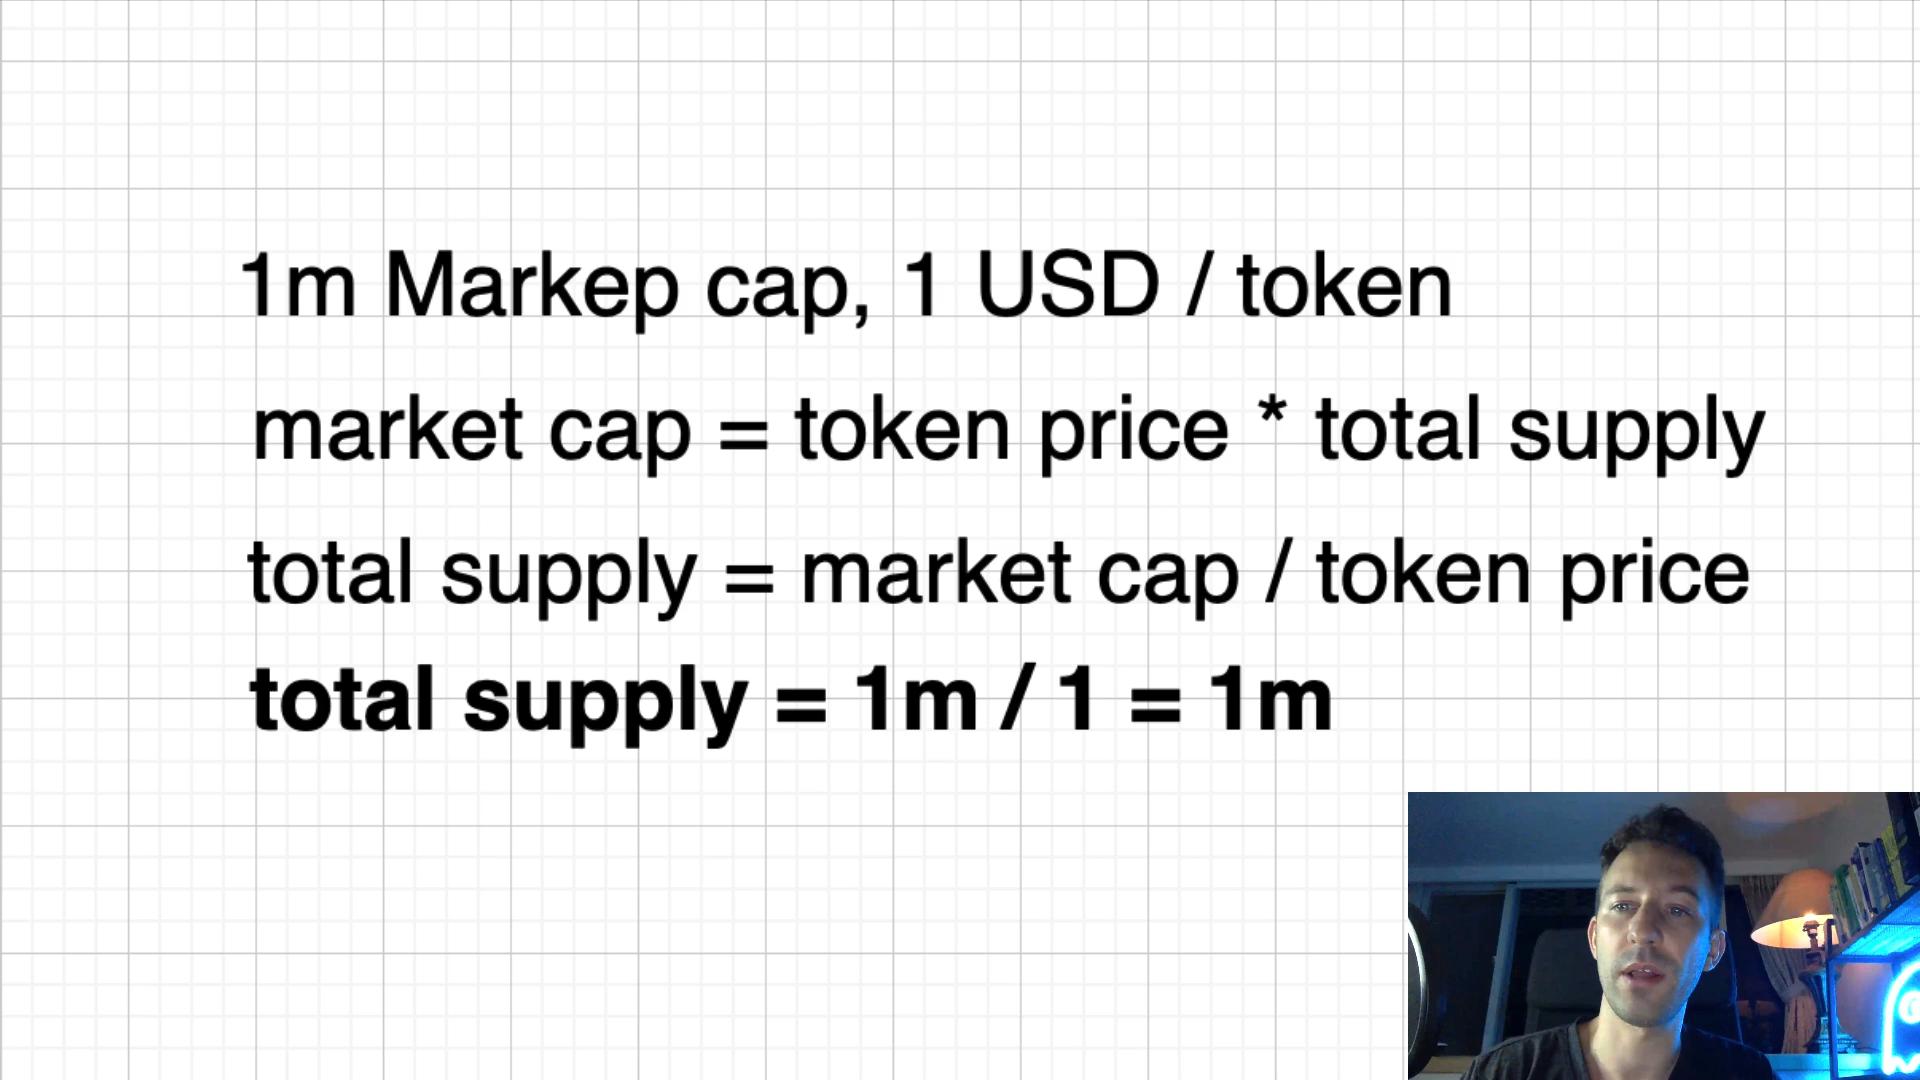 1m Markep cap, 1 USD / token
market cap = token price * total supply
total supply = market cap / token price
total supply = 1m / 1 = 1m